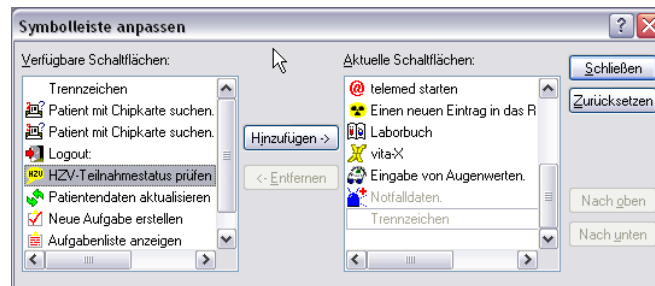 Symbolleiste anpassen
Verfügbare Schaltflächen:
Trennzeichen
Patient mit Chipkarte suchen.
Patient mit Chipkarte suchen.
Logout:
HZV HZV-Teilnahmestatus prüfen
Patientendaten aktualisieren
Neue Aufgabe erstellen
Aufgabenliste anzeigen
Hinzufügen ->
<- Entfernen
Aktuelle Schaltflächen:
telemed starten
Einen neuen Eintrag in das R
Laborbuch
vita-X
Eingabe von Augenwerten.
Notfalldaten.
Trennzeichen
Schließen
Zurücksetzen
Nach oben
Nach unten